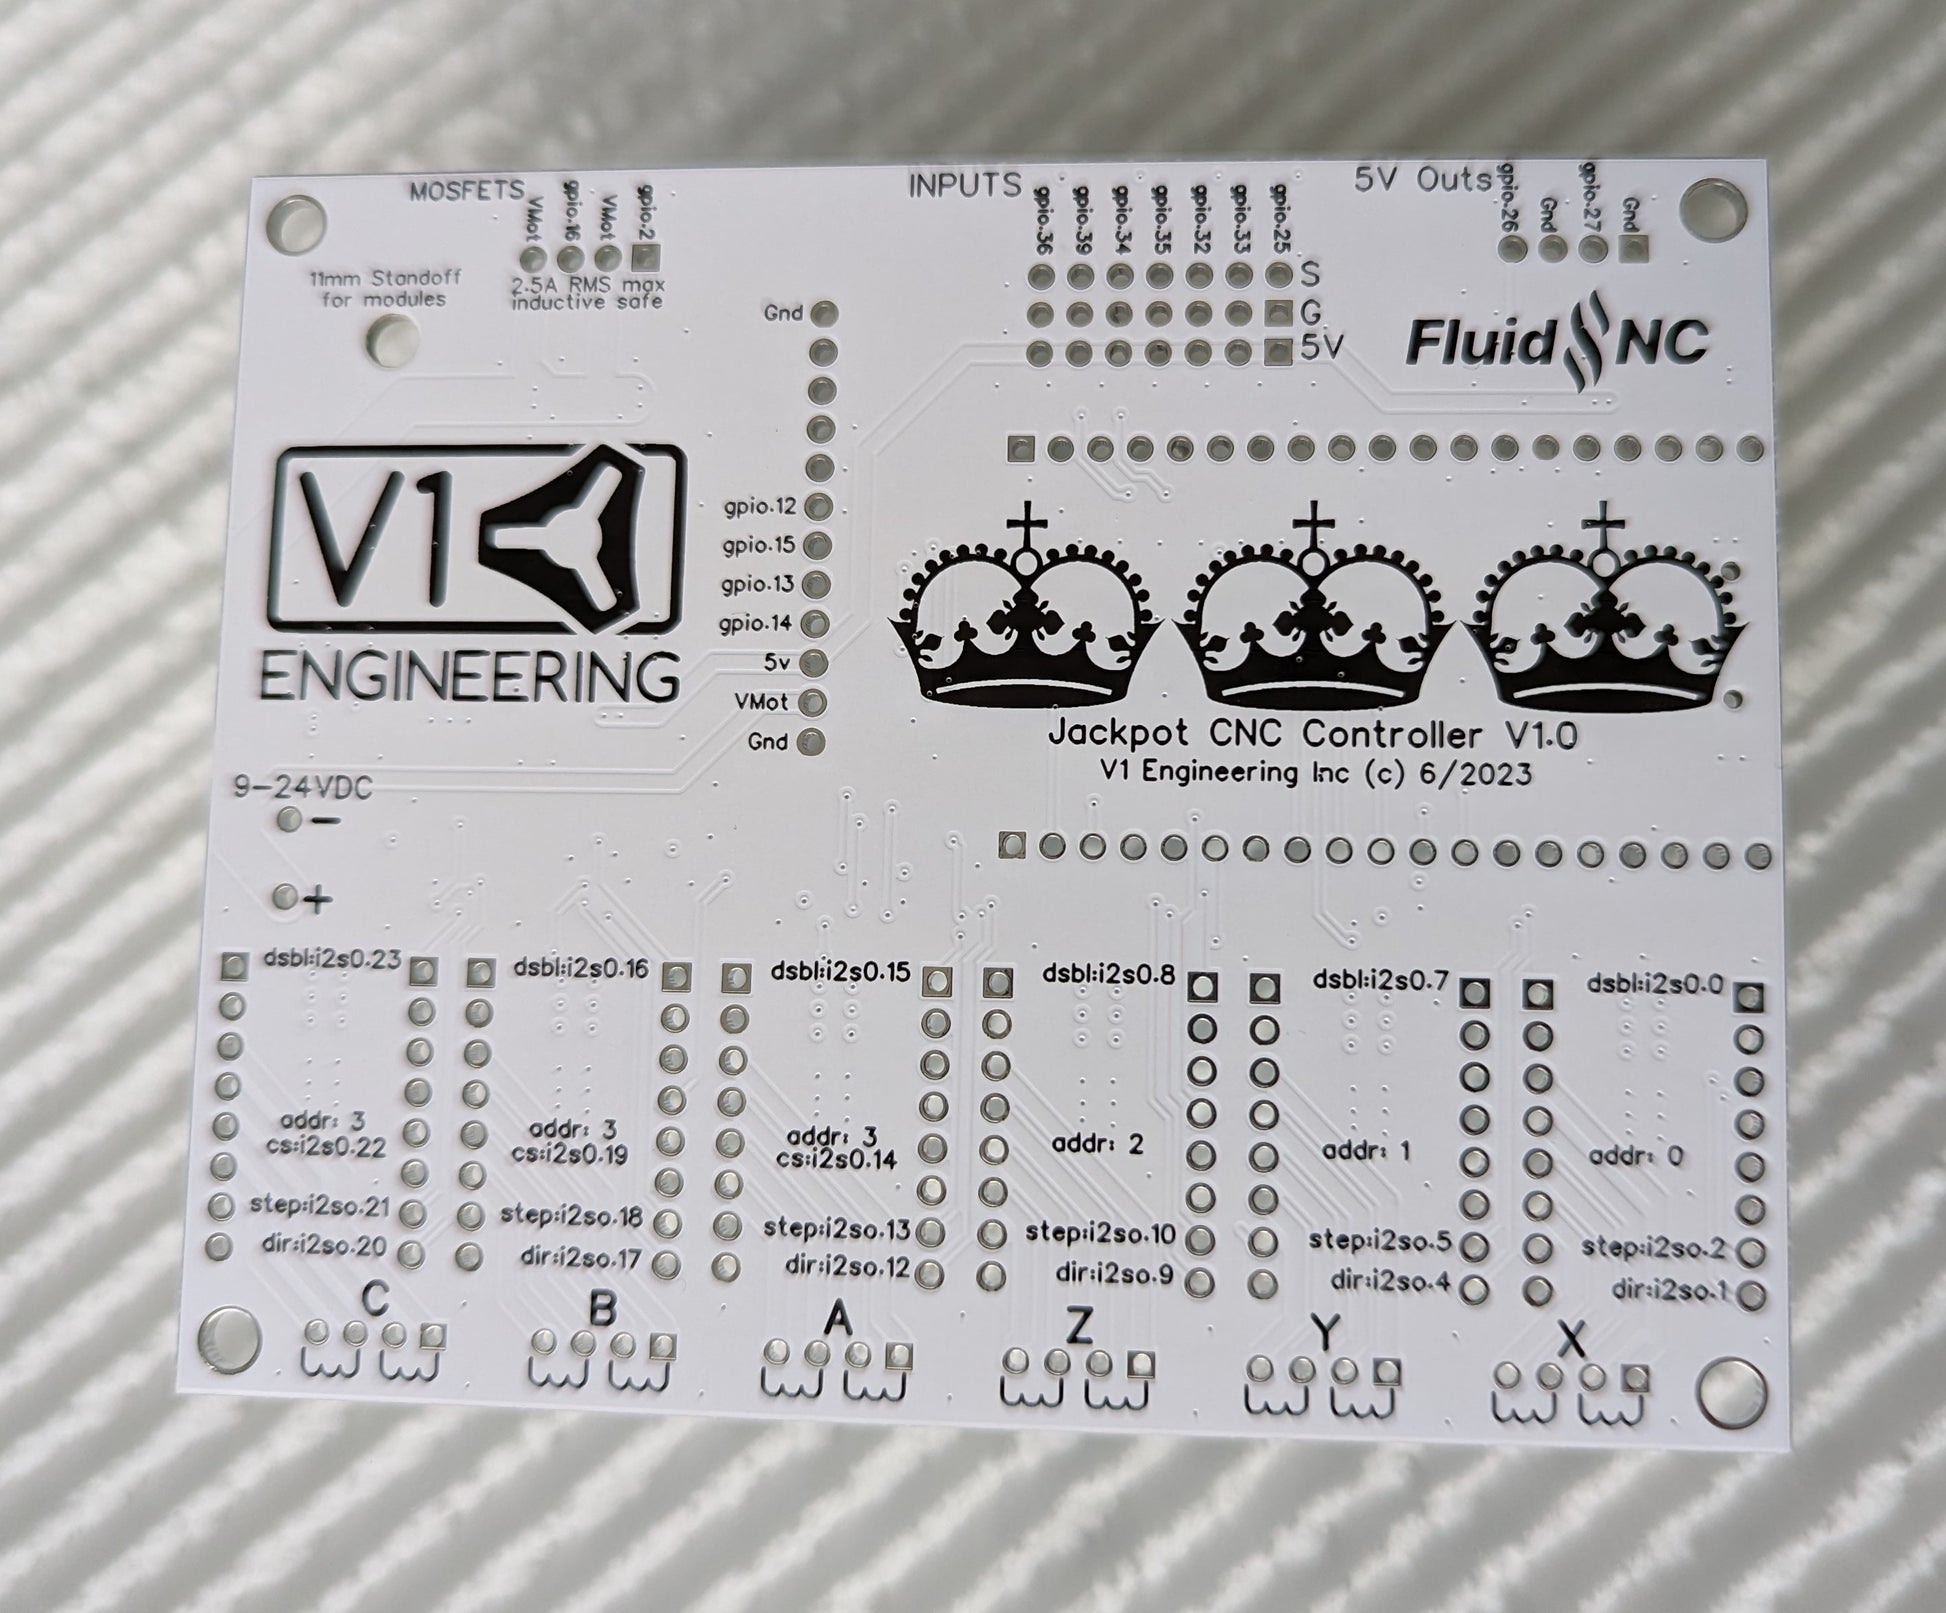 MOSFETS
VMot
gpio.16
VMot
gpio.2
2.5A RMS max
inductive safe
11mm Standoff
for modules
INPUTS
gpio.36
gpio.39
gpio.34
gpio.35
gpio.32
gpio.33
gpio.25
S
G
5V
5V Outs
gpio.26
Gnd
gpio.27
Gnd
FluidNC
V1
ENGINEERING
Gnd
gpio.12
gpio.15
gpio.13
gpio.14
5v
VMot
Gnd
Jackpot CNC Controller V1.0
V1 Engineering Inc (c) 6/2023
9-24VDC
-
+
dsbl:i2s0.23
addr: 3
cs:i2s0.22
step:i2so.21
dir:i2so.20
C
dsbl:i2s0.16
addr: 3
cs:i2s0.19
step:i2so.18
dir:i2so.17
B
dsbl:i2s0.15
addr: 3
cs:i2s0.14
step:i2so.13
dir:i2so.12
A
dsbl:i2s0.8
addr: 2
step:i2so.10
dir:i2so.9
Z
dsbl:i2s0.7
addr: 1
step:i2so.5
dir:i2so.4
Y
dsbl:i2s0.0
addr: 0
step:i2so.2
dir:i2so.1
X